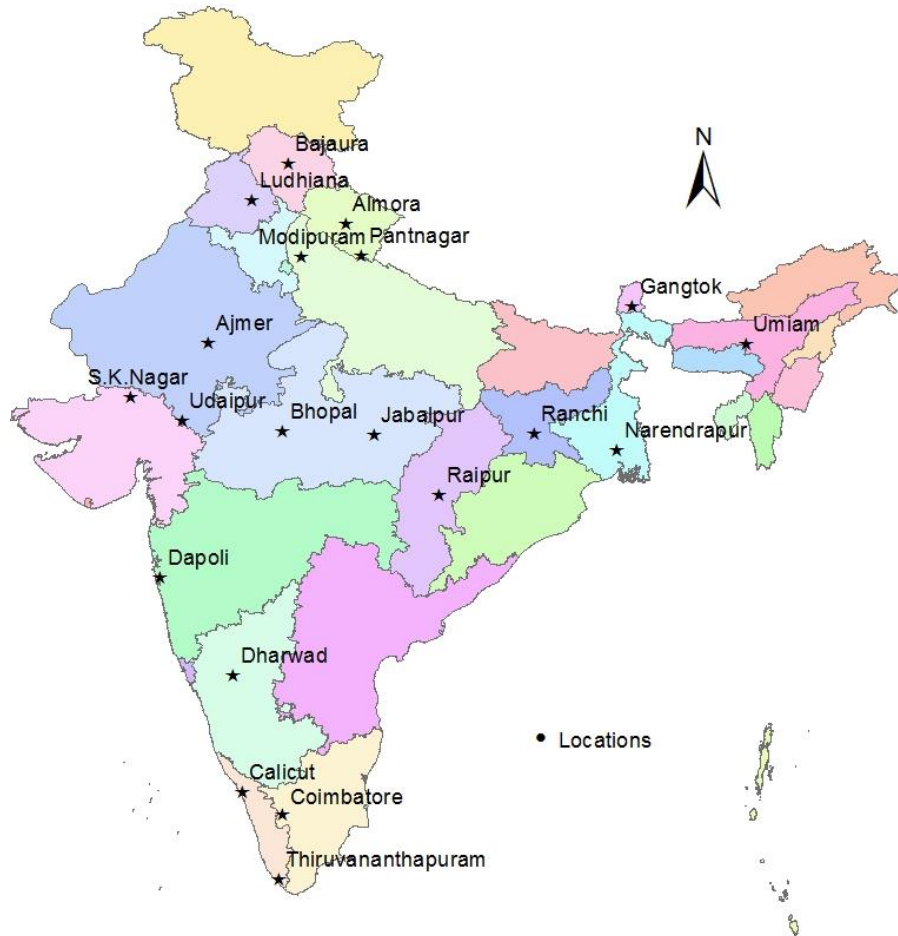 N
Bajaura
Ludhiana
Almora
Modipuram
Pantnagar
Gangtok
Ajmer
Umiam
S.K.Nagar
Udaipur
Bhopal
Jabalpur
Ranchi
Narendrapur
Raipur
Dapoli
Dharwad
Locations
Calicut
Coimbatore
Thiruvananthapuram